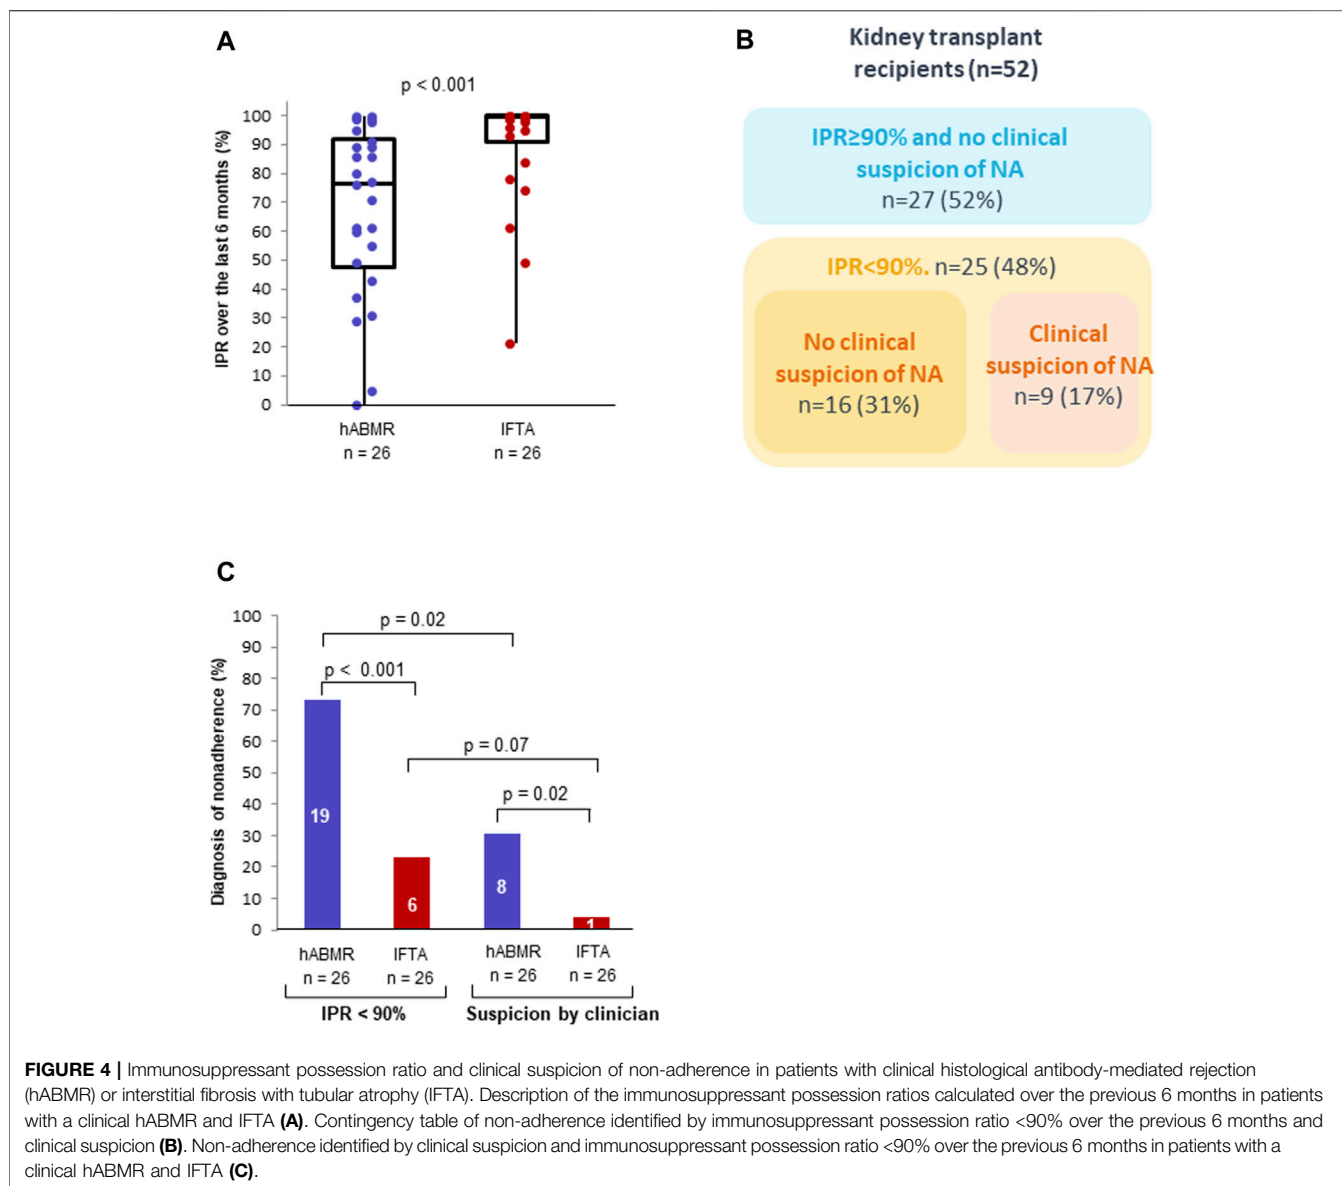 A
p < 0.001
IPR over the last 6 months (%)
100
90
80
70
60
50
40
30
20
10
0
hABMR
n = 26
IFTA
n = 26
B
Kidney transplant
recipients (n=52)
IPR≥90% and no clinical
suspicion of NA
n=27 (52%)
IPR<90%. n=25 (48%)
No clinical
suspicion of NA
n=16 (31%)
Clinical
suspicion of NA
n=9 (17%)
C
Diagnosis of nonadherence (%)
100
90
80
70
60
50
40
30
20
10
0
p = 0.02
p < 0.001
p = 0.07
p = 0.02
19
6
8
1
hABMR
n = 26
IFTA
n = 26
hABMR
n = 26
IFTA
n = 26
IPR < 90%
Suspicion by clinician
FIGURE 4 | Immunosuppressant possession ratio and clinical suspicion of non-adherence in patients with clinical histological antibody-mediated rejection
(hABMR) or interstitial fibrosis with tubular atrophy (IFTA). Description of the immunosuppressant possession ratios calculated over the previous 6 months in patients
with a clinical hABMR and IFTA (A). Contingency table of non-adherence identified by immunosuppressant possession ratio <90% over the previous 6 months and
clinical suspicion (B). Non-adherence identified by clinical suspicion and immunosuppressant possession ratio <90% over the previous 6 months in patients with a
clinical hABMR and IFTA (C).